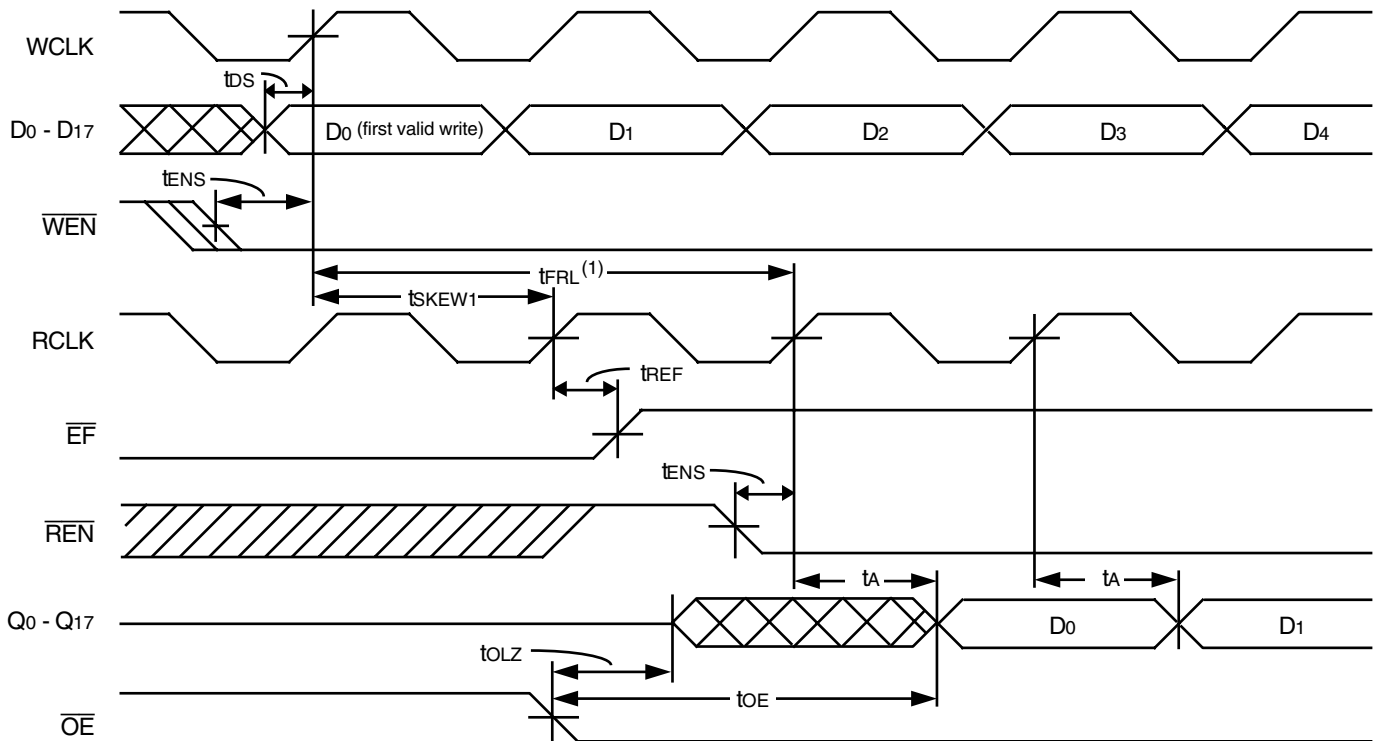 WCLK
tDS
D0 - D17
D0 (first valid write)
D1
D2
D3
D4
tENS
WEN
tFRL(1)
tSKEW1
RCLK
tREF
EF
tENS
REN
tA
tA
Q0 - Q17
D0
D1
tOLZ
tOE
OE